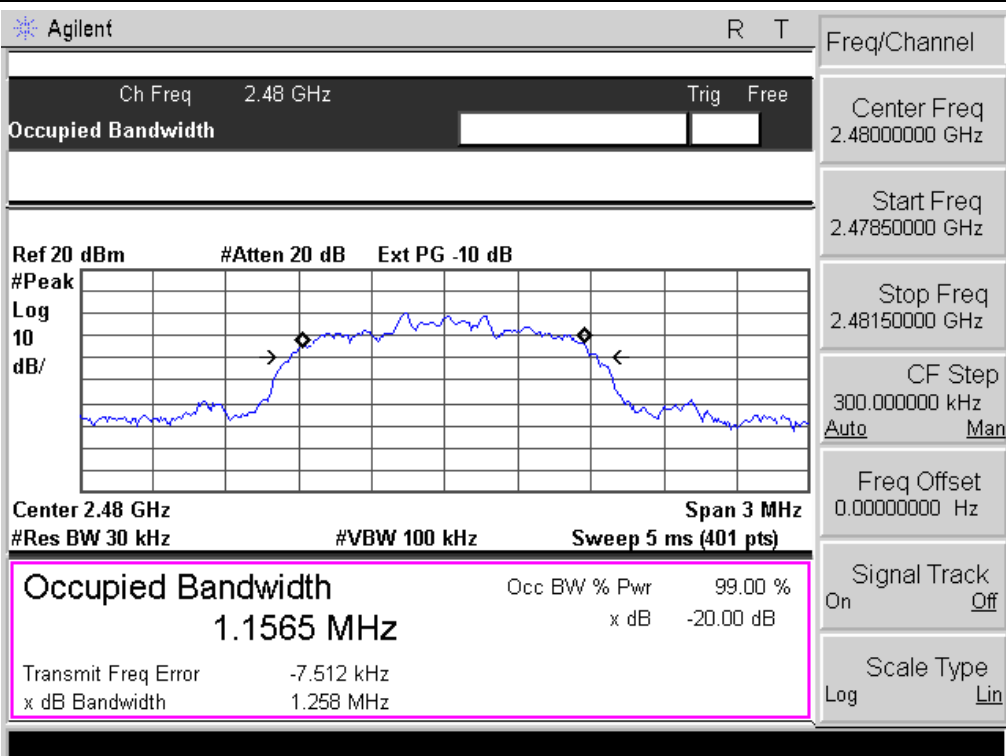 Agilent R T
Ch Freq 2.48 GHz Trig Free
Occupied Bandwidth
Ref 20 dBm #Atten 20 dB Ext PG -10 dB
#Peak
Log
10
dB/
Center 2.48 GHz Span 3 MHz
#Res BW 30 kHz #VBW 100 kHz Sweep 5 ms (401 pts)
Occupied Bandwidth
1.1565 MHz
Occ BW % Pwr 99.00 %
x dB -20.00 dB
Transmit Freq Error -7.512 kHz
x dB Bandwidth 1.258 MHz
Freq/Channel
Center Freq
2.48000000 GHz
Start Freq
2.47850000 GHz
Stop Freq
2.48150000 GHz
CF Step
300.000000 kHz
Auto Man
Freq Offset
0.00000000 Hz
Signal Track
On Off
Scale Type
Log Lin